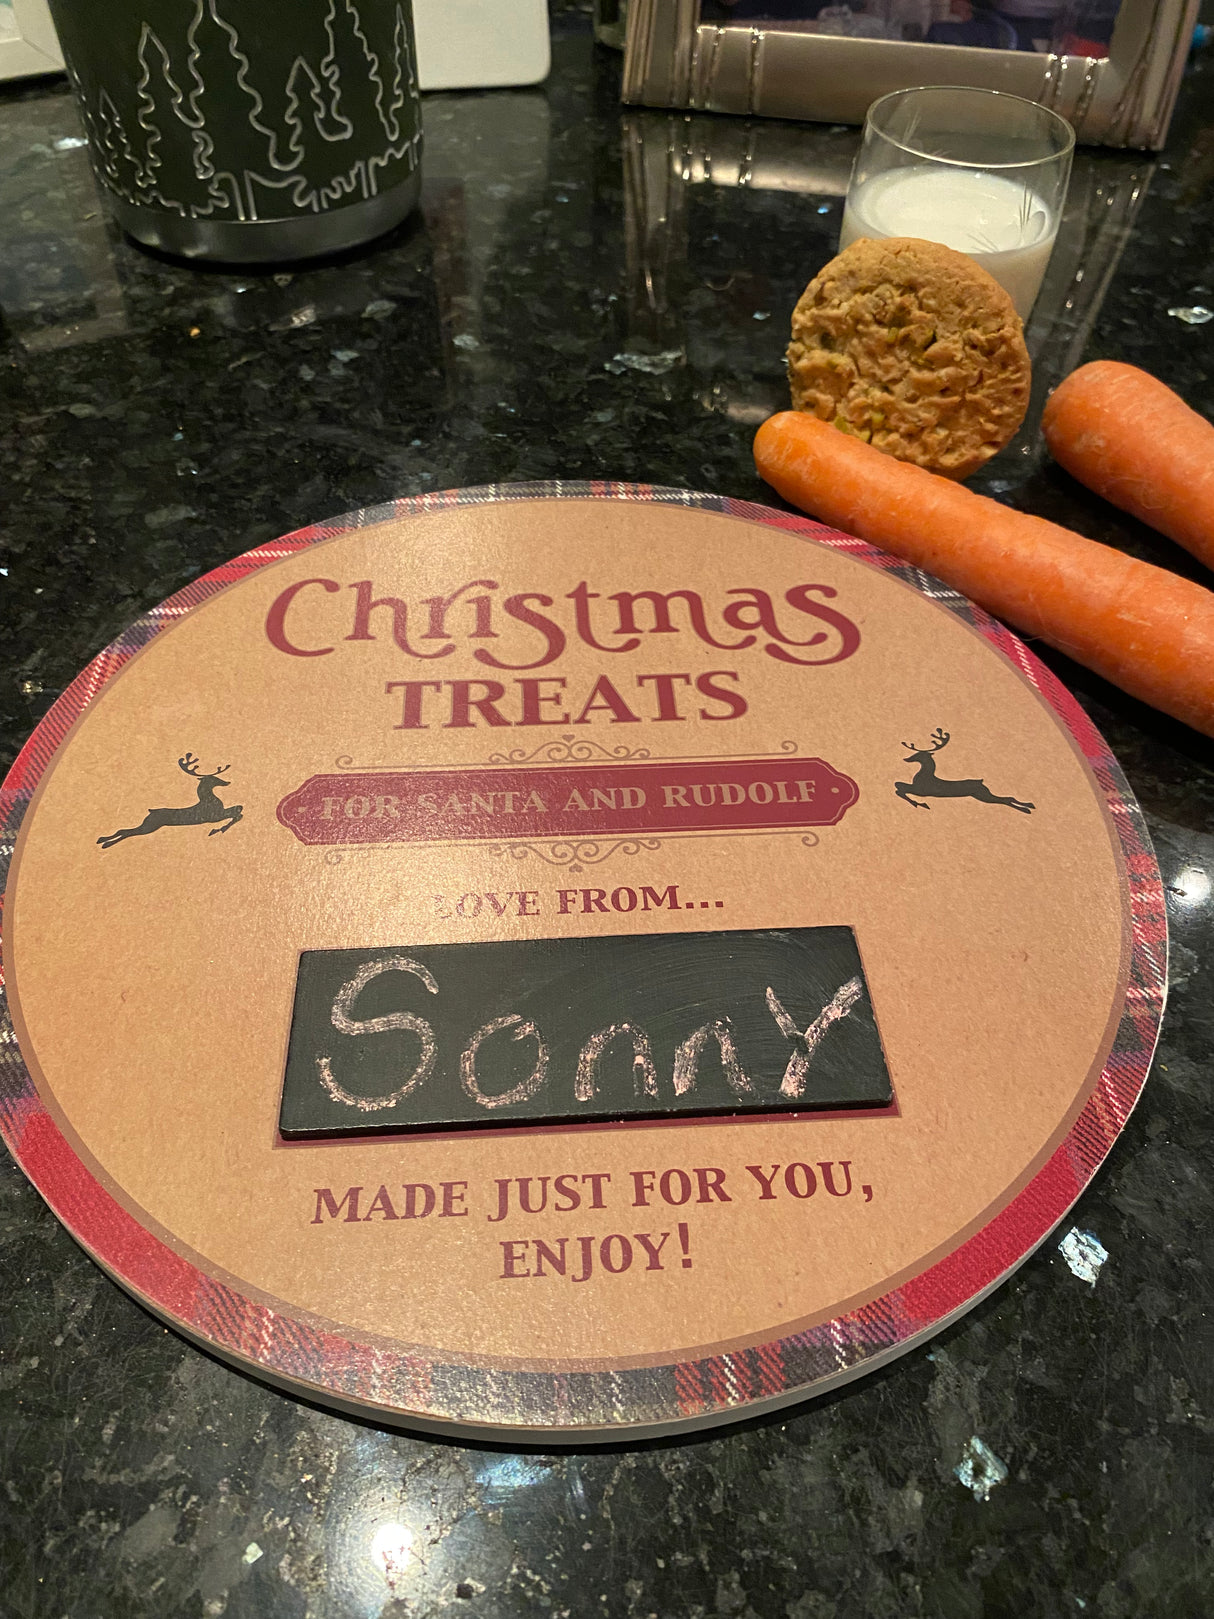 Christmas
TREATS
· FOR SANTA AND RUDOLF ·
LOVE FROM...
Sonny
MADE JUST FOR YOU,
ENJOY!